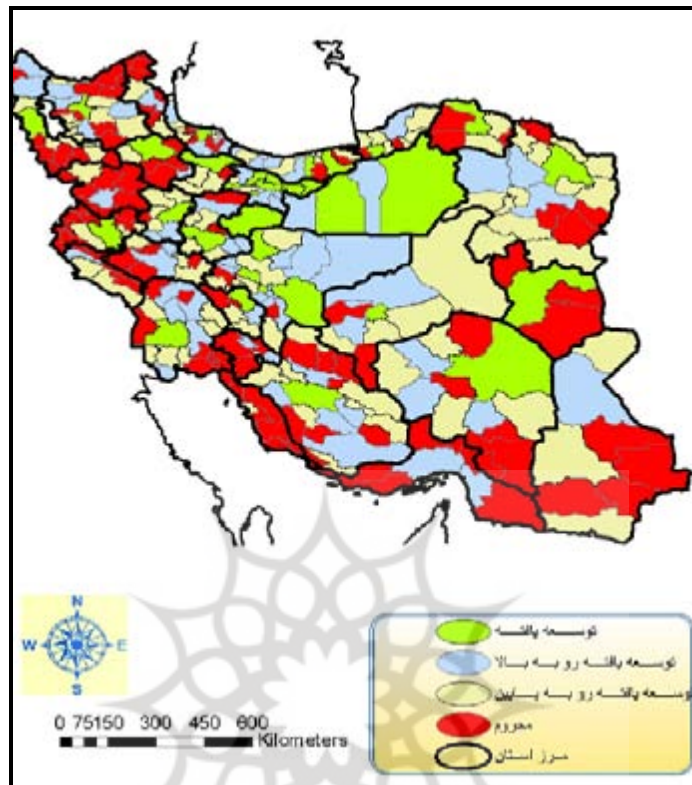 N
W E
S
0 75150 300 450 600
Kilometers
توسعه یافته
توسعه یافته رو به بالا
وسعه یافته رو به پایین
محروم
مرز استان